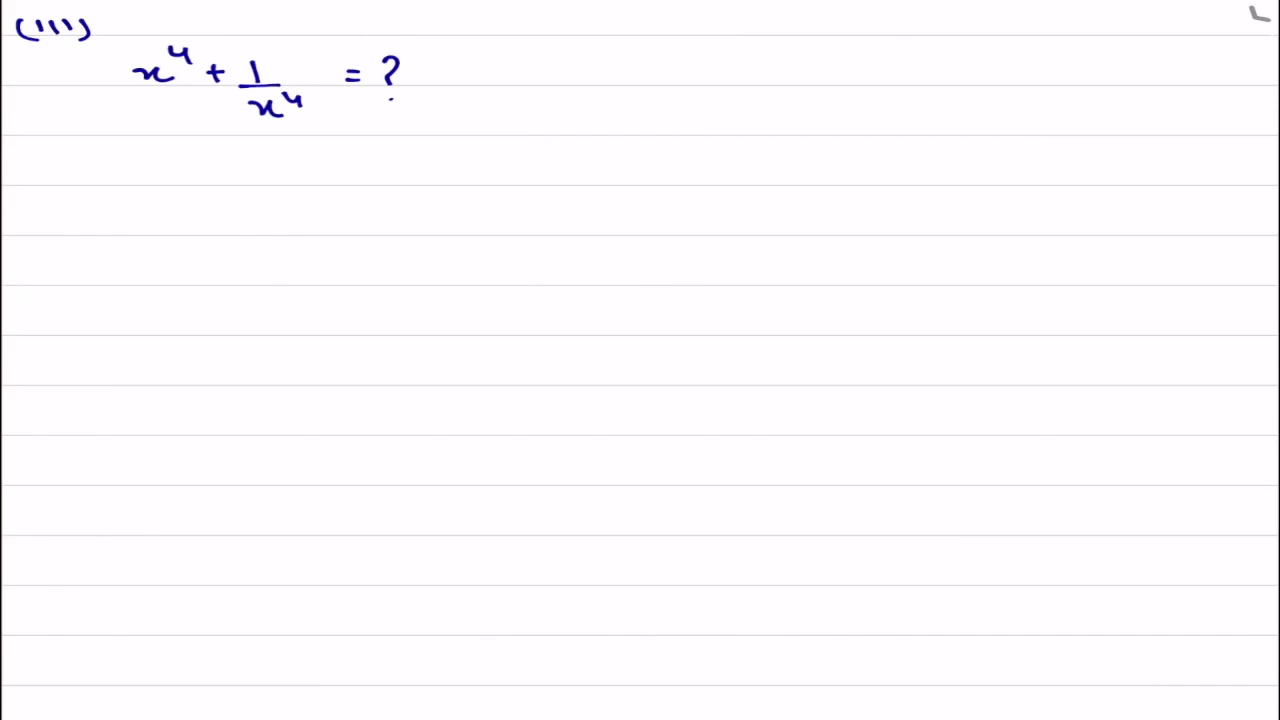 (iii)
x⁴ + 1/x⁴ = ?